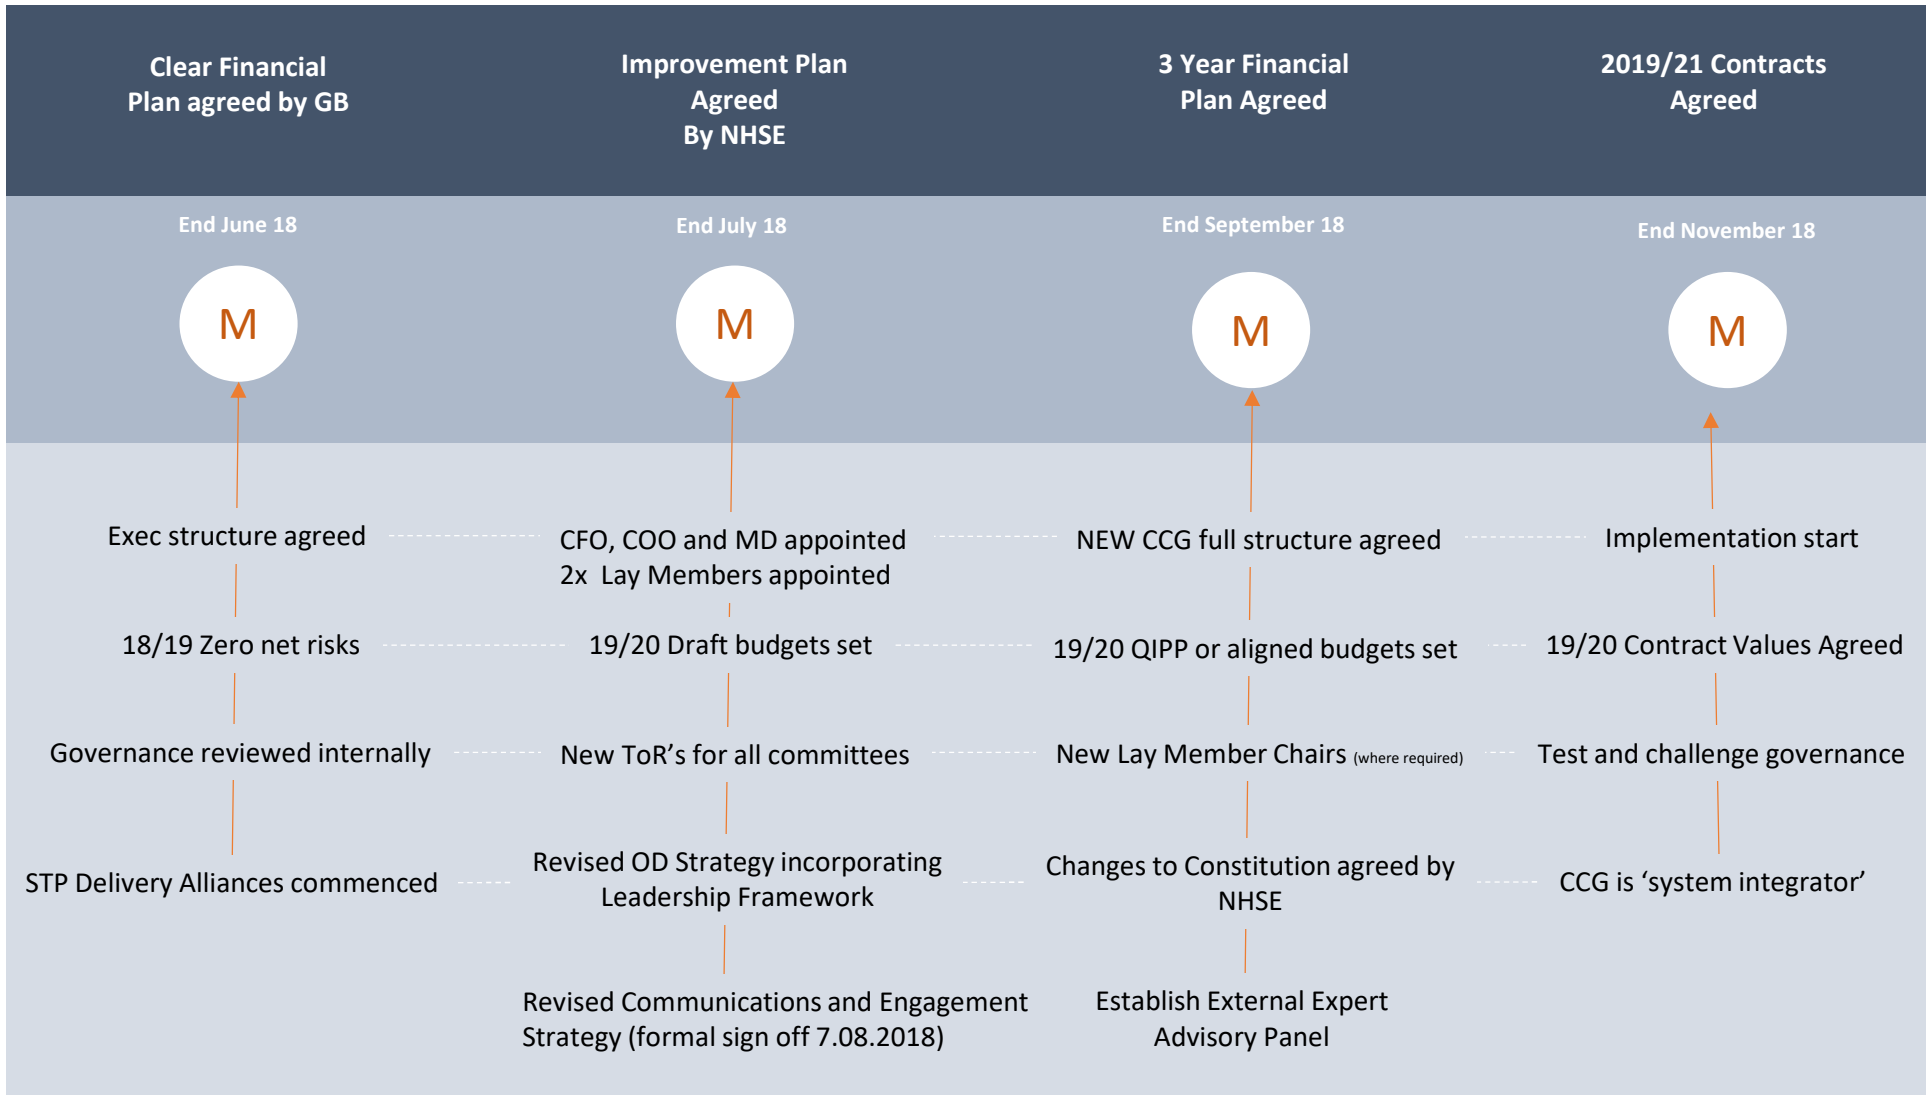 Clear Financial
Plan agreed by GB
Improvement Plan
Agreed
By NHSE
3 Year Financial
Plan Agreed
2019/21 Contracts
Agreed
End June 18
End July 18
End September 18
End November 18
M
M
M
M
Exec structure agreed
CFO, COO and MD appointed
2x Lay Members appointed
NEW CCG full structure agreed
Implementation start
18/19 Zero net risks
19/20 Draft budgets set
19/20 QIPP or aligned budgets set
19/20 Contract Values Agreed
Governance reviewed internally
New ToR’s for all committees
New Lay Member Chairs (where required)
Test and challenge governance
STP Delivery Alliances commenced
Revised OD Strategy incorporating
Leadership Framework
Changes to Constitution agreed by
NHSE
CCG is ‘system integrator’
Revised Communications and Engagement
Strategy (formal sign off 7.08.2018)
Establish External Expert
Advisory Panel